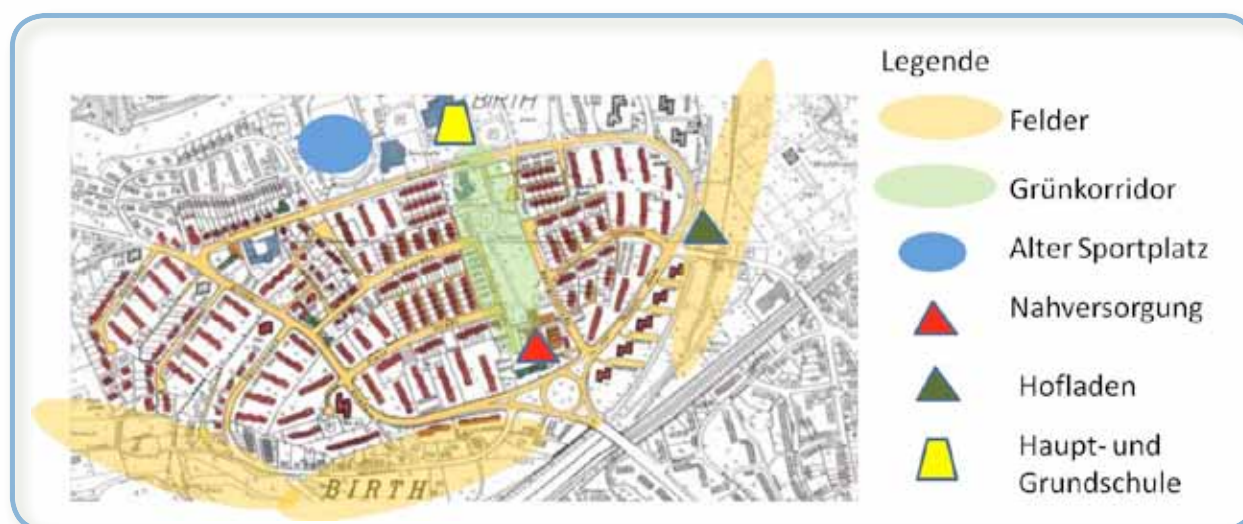 Legende
Felder
Grünkorridor
Alter Sportplatz
Nahversorgung
Hofladen
Haupt- und
Grundschule
BIRTH
BIRTH